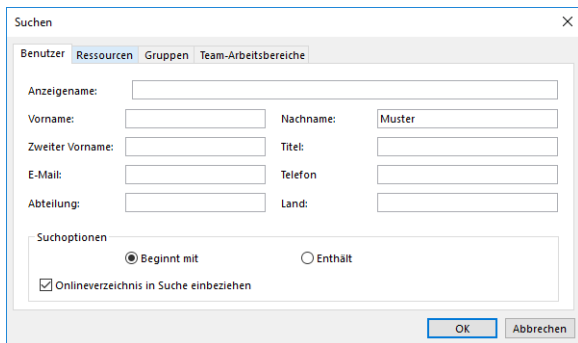 Suchen
Benutzer Ressourcen Gruppen Team-Arbeitsbereiche
Anzeigename:
Vorname: Nachname: Muster
Zweiter Vorname: Titel:
E-Mail: Telefon
Abteilung: Land:
Suchoptionen
Beginnt mit Enthält
Onlineverzeichnis in Suche einbeziehen
OK Abbrechen